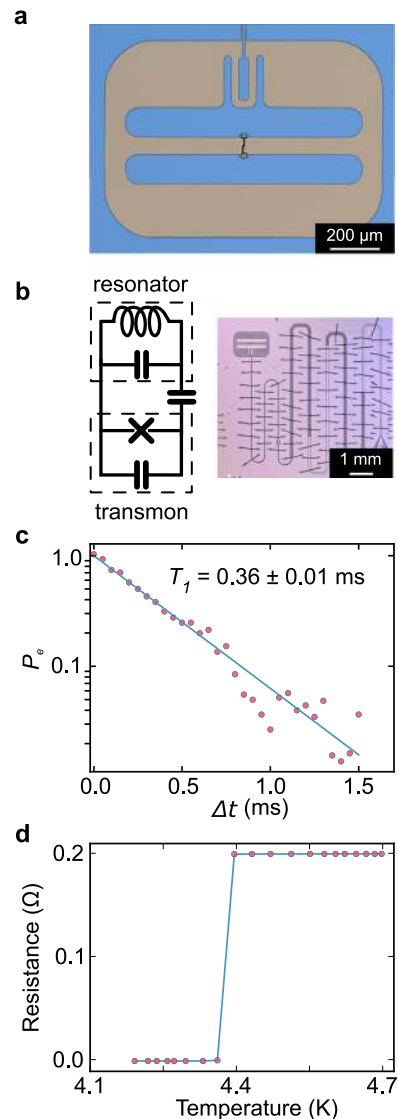 a
200 µm
b
resonator
transmon
1 mm
c
T₁ = 0.36 ± 0.01 ms
1.0
0.1
Pₑ
0.0 0.5 1.0 1.5
Δt (ms)
d
0.2
0.1
0.0
Resistance (Ω)
4.1 4.4 4.7
Temperature (K)